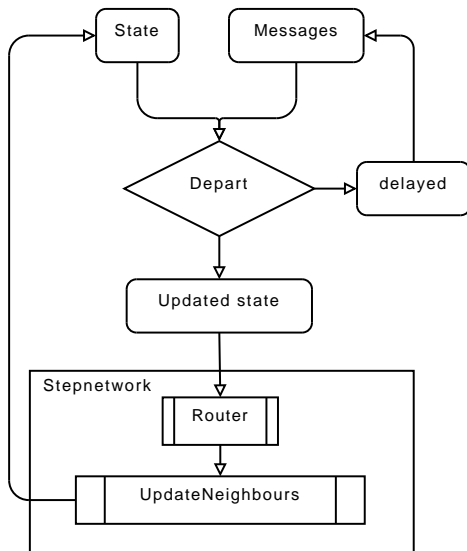 State
Messages
Depart
delayed
Updated state
Stepnetwork
Router
UpdateNeighbours